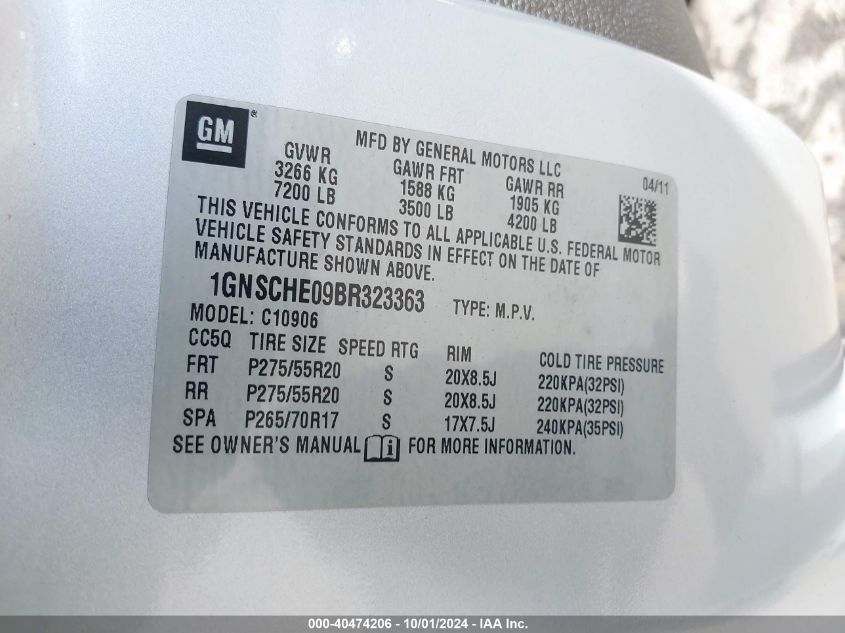 GM ®
MFD BY GENERAL MOTORS LLC
GVWR GAWR FRT GAWR RR 04/11
3266 KG 1588 KG 1905 KG
7200 LB 3500 LB 4200 LB
THIS VEHICLE CONFORMS TO ALL APPLICABLE U.S. FEDERAL MOTOR
VEHICLE SAFETY STANDARDS IN EFFECT ON THE DATE OF
MANUFACTURE SHOWN ABOVE.
1GNSCHE09BR323363 TYPE: M.P.V.
MODEL: C10906
CC5Q TIRE SIZE SPEED RTG RIM COLD TIRE PRESSURE
FRT P275/55R20 S 20X8.5J 220KPA(32PSI)
RR P275/55R20 S 20X8.5J 220KPA(32PSI)
SPA P265/70R17 S 17X7.5J 240KPA(35PSI)
SEE OWNER'S MANUAL i FOR MORE INFORMATION.
000-40474206 - 10/01/2024 - IAA Inc.